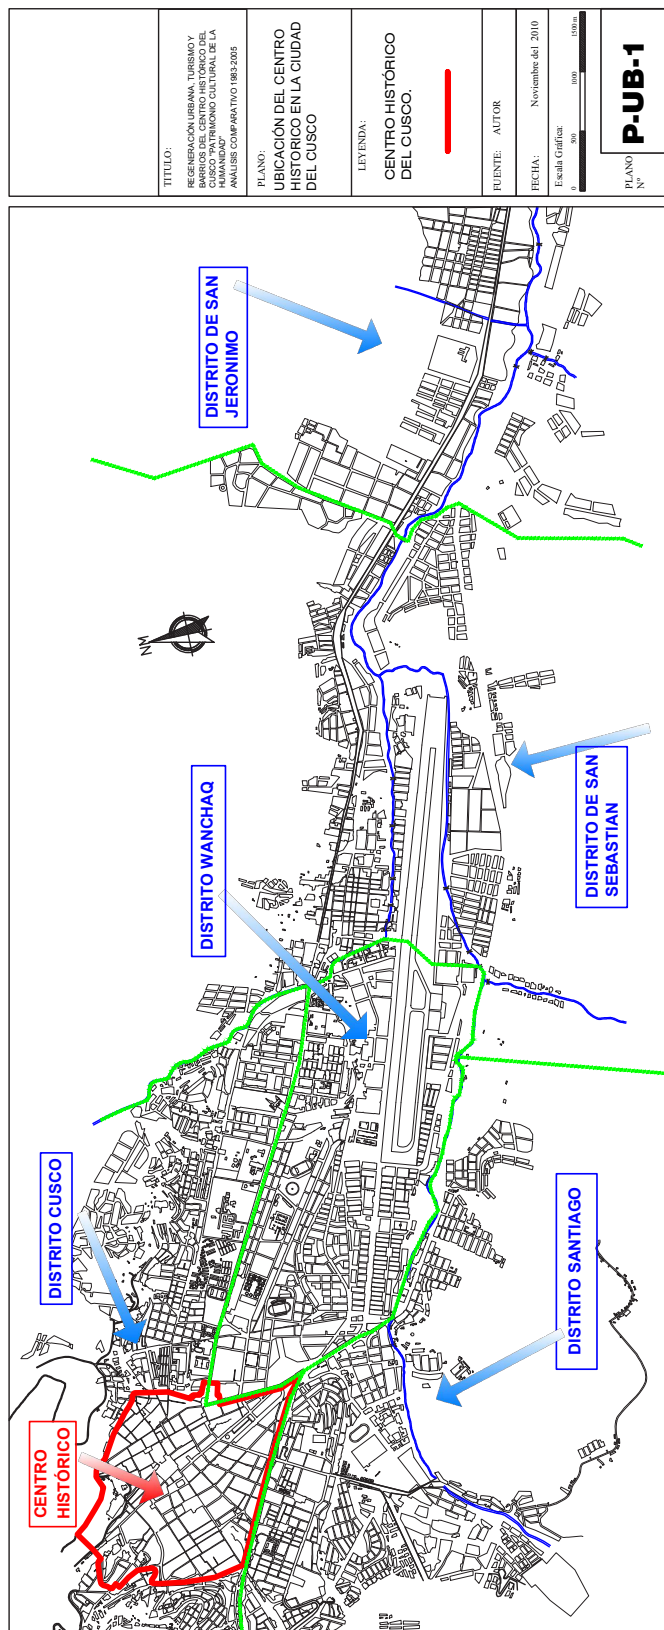 TITULO:
REGENERACIÓN URBANA, TURISMO Y
BARRIOS DEL CENTRO HISTÓRICO DEL
CUSCO "PATRIMONIO CULTURAL DE LA
HUMANIDAD"
ANÁLISIS COMPARATIVO 1983-2005
PLANO:
UBICACIÓN DEL CENTRO
HISTORICO EN LA CIUDAD
DEL CUSCO
LEYENDA:
CENTRO HISTÓRICO
DEL CUSCO.
FUENTE: AUTOR
FECHA: Noviembre del 2010
Escala Gráfica:
0 500 1000 1500 m
PLANO
Nº
P-UB-1
DISTRITO DE SAN
JERONIMO
NM
DISTRITO WANCHAQ
DISTRITO DE SAN
SEBASTIAN
DISTRITO CUSCO
DISTRITO SANTIAGO
CENTRO
HISTÓRICO